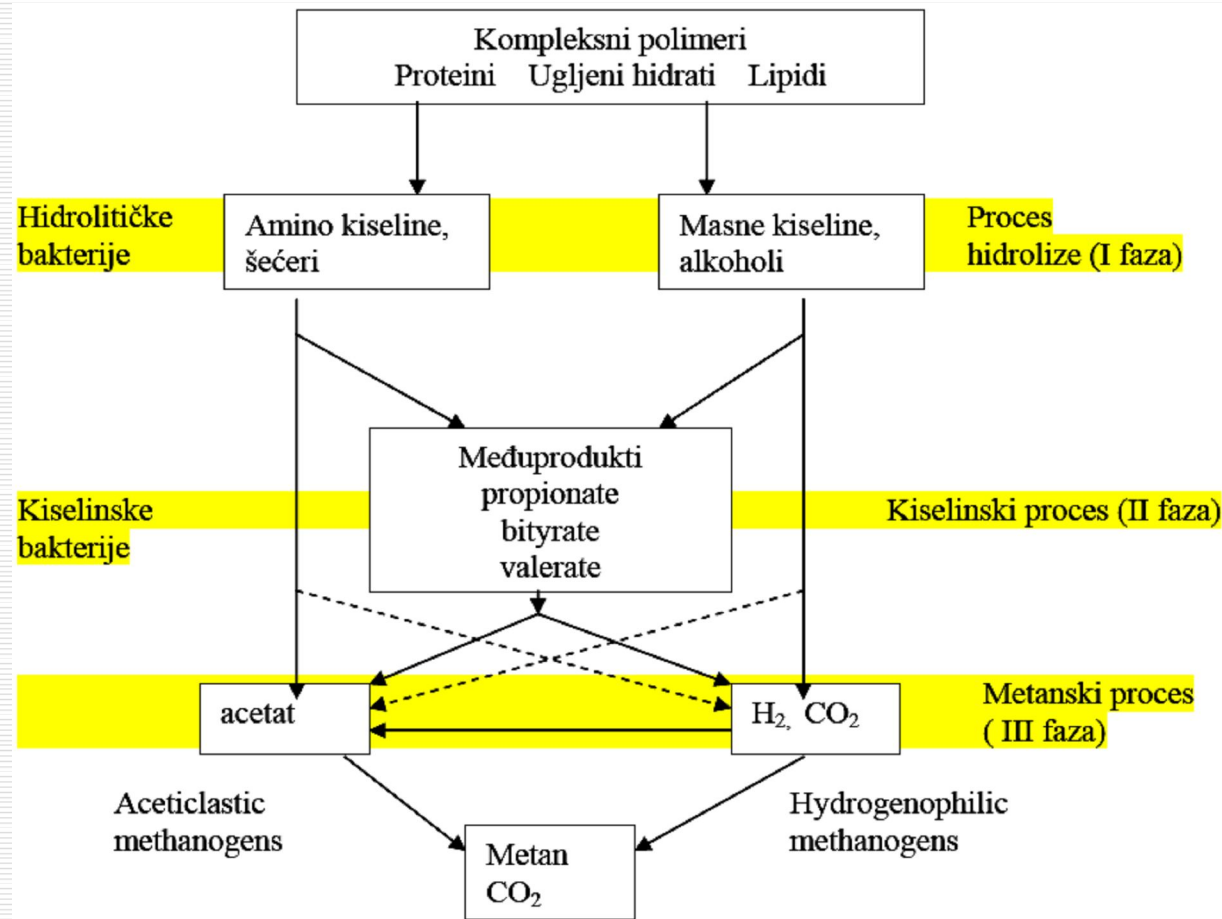 Kompleksni polimeri
Proteini Ugljeni hidrati Lipidi
Hidrolitičke
bakterije
Amino kiseline,
šećeri
Masne kiseline,
alkoholi
Proces
hidrolize (I faza)
Međuprodukti
propionate
bityrate
valerate
Kiselinske
bakterije
Kiselinski proces (II faza)
acetat
H₂, CO₂
Metanski proces
( III faza)
Aceticlastic
methanogens
Hydrogenophilic
methanogens
Metan
CO₂